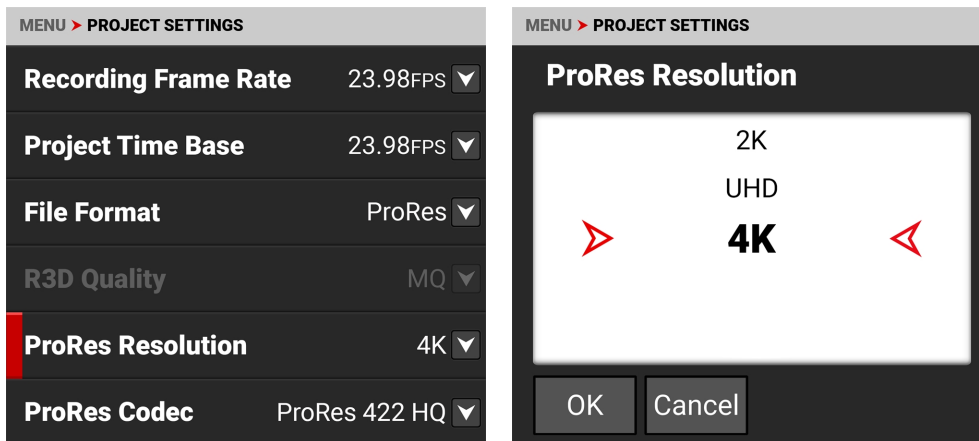 MENU > PROJECT SETTINGS
Recording Frame Rate 23.98FPS
Project Time Base 23.98FPS
File Format ProRes
R3D Quality MQ
ProRes Resolution 4K
ProRes Codec ProRes 422 HQ
MENU > PROJECT SETTINGS
ProRes Resolution
2K
UHD
4K
OK Cancel